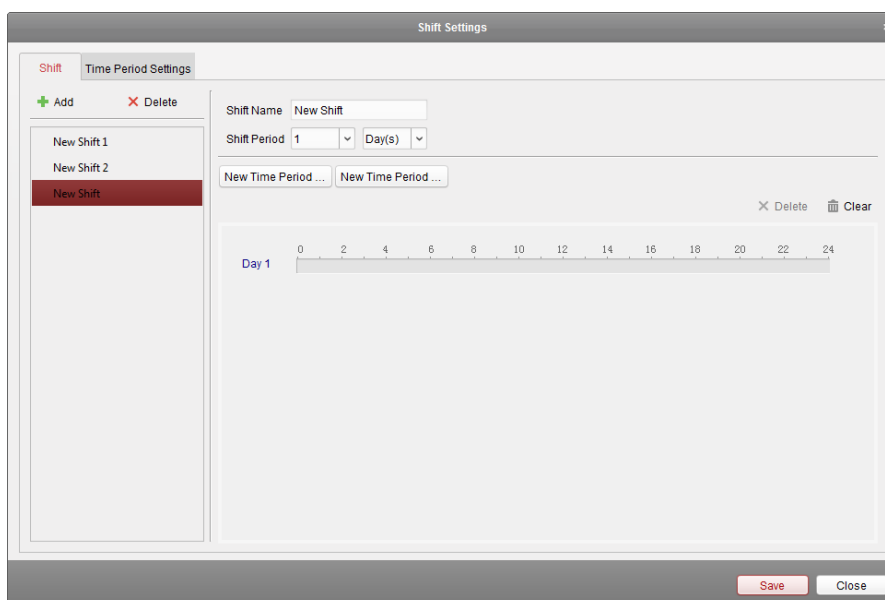 Shift Settings
Shift Time Period Settings
Add Delete
New Shift 1
New Shift 2
New Shift
Shift Name New Shift
Shift Period 1 Day(s)
New Time Period ... New Time Period ...
Delete Clear
0 2 4 6 8 10 12 14 16 18 20 22 24
Day 1
Save Close